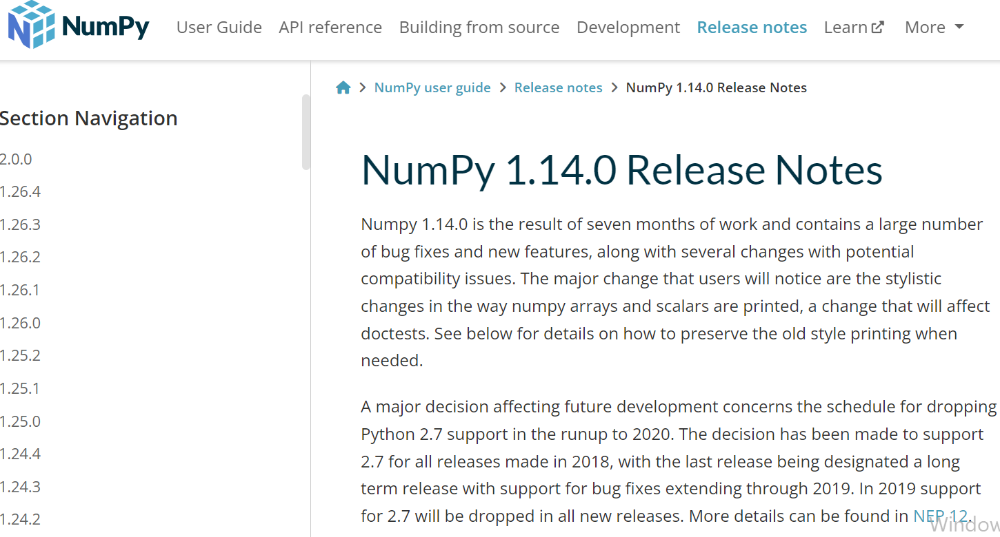 NumPy User Guide API reference Building from source Development Release notes Learn More
NumPy user guide > Release notes > NumPy 1.14.0 Release Notes
Section Navigation
2.0.0
1.26.4
1.26.3
1.26.2
1.26.1
1.26.0
1.25.2
1.25.1
1.25.0
1.24.4
1.24.3
1.24.2
NumPy 1.14.0 Release Notes
Numpy 1.14.0 is the result of seven months of work and contains a large number
of bug fixes and new features, along with several changes with potential
compatibility issues. The major change that users will notice are the stylistic
changes in the way numpy arrays and scalars are printed, a change that will affect
doctests. See below for details on how to preserve the old style printing when
needed.
A major decision affecting future development concerns the schedule for dropping
Python 2.7 support in the runup to 2020. The decision has been made to support
2.7 for all releases made in 2018, with the last release being designated a long
term release with support for bug fixes extending through 2019. In 2019 support
for 2.7 will be dropped in all new releases. More details can be found in NEP 12.
Window